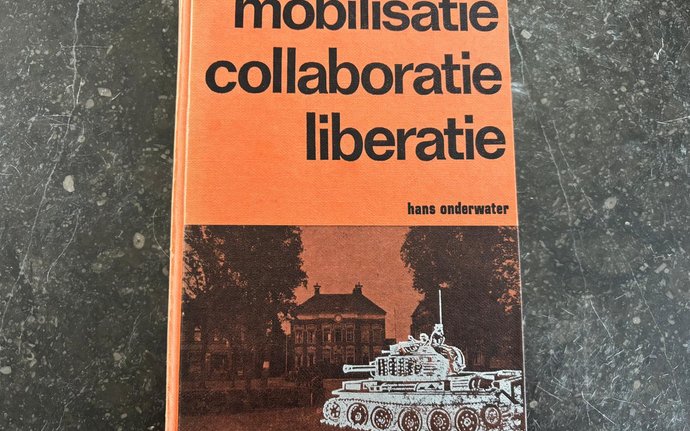 mobilisatie
collaboratie
liberatie
hans onderwater